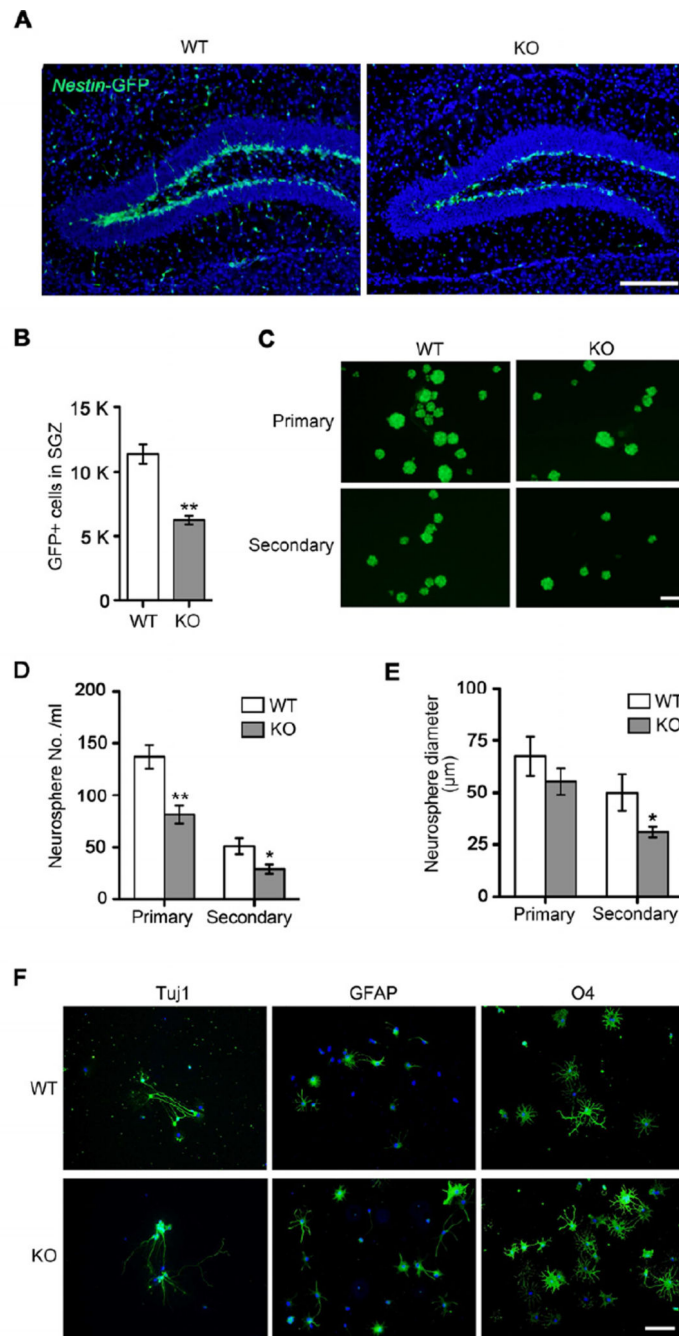 A
WT KO
Nestin-GFP
B
15 K
10 K
5 K
0
GFP+ cells in SGZ
**
WT KO
C
WT KO
Primary
Secondary
D
200
150
100
50
0
Neurosphere No. /ml
WT
KO
**
*
Primary Secondary
E
100
75
50
25
0
Neurosphere diameter
(µm)
WT
KO
*
Primary Secondary
F
Tuj1 GFAP O4
WT
KO